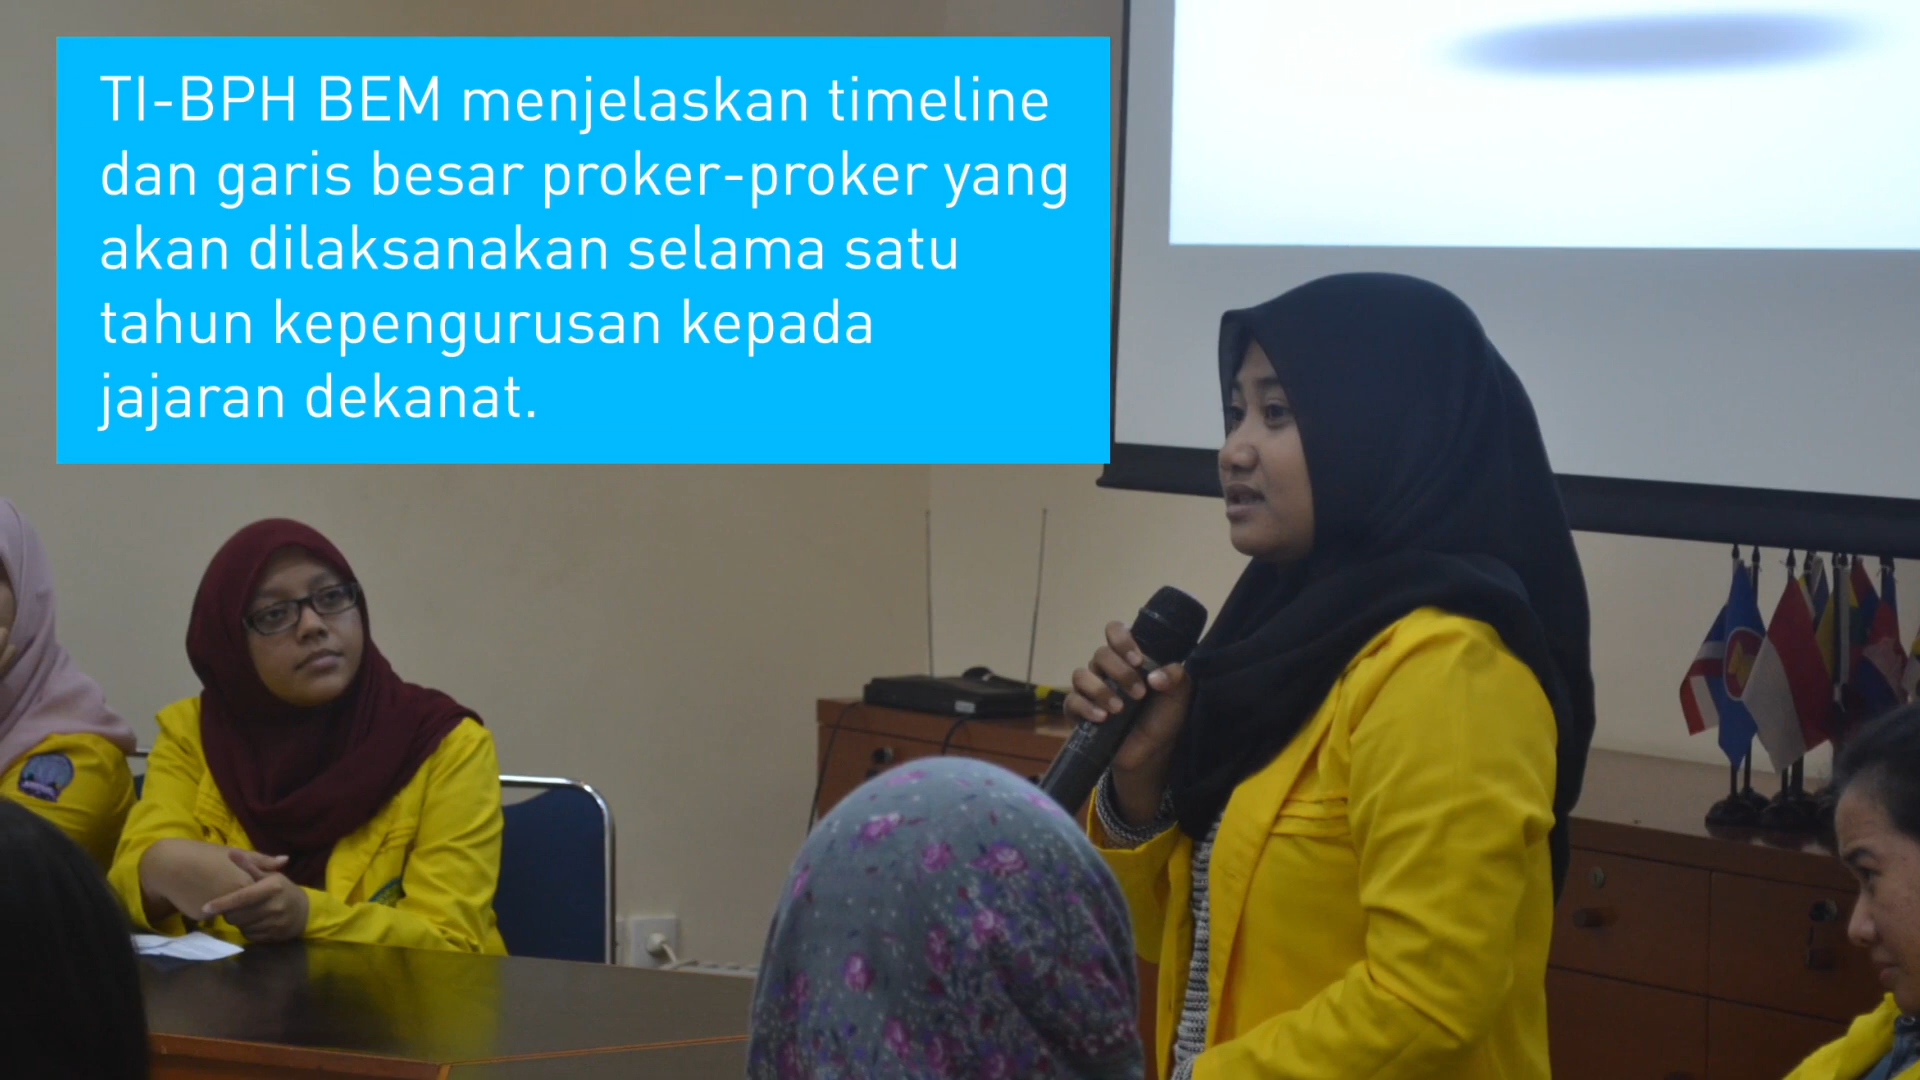 TI-BPH BEM menjelaskan timeline
dan garis besar proker-proker yang
akan dilaksanakan selama satu
tahun kepengurusan kepada
jajaran dekanat.